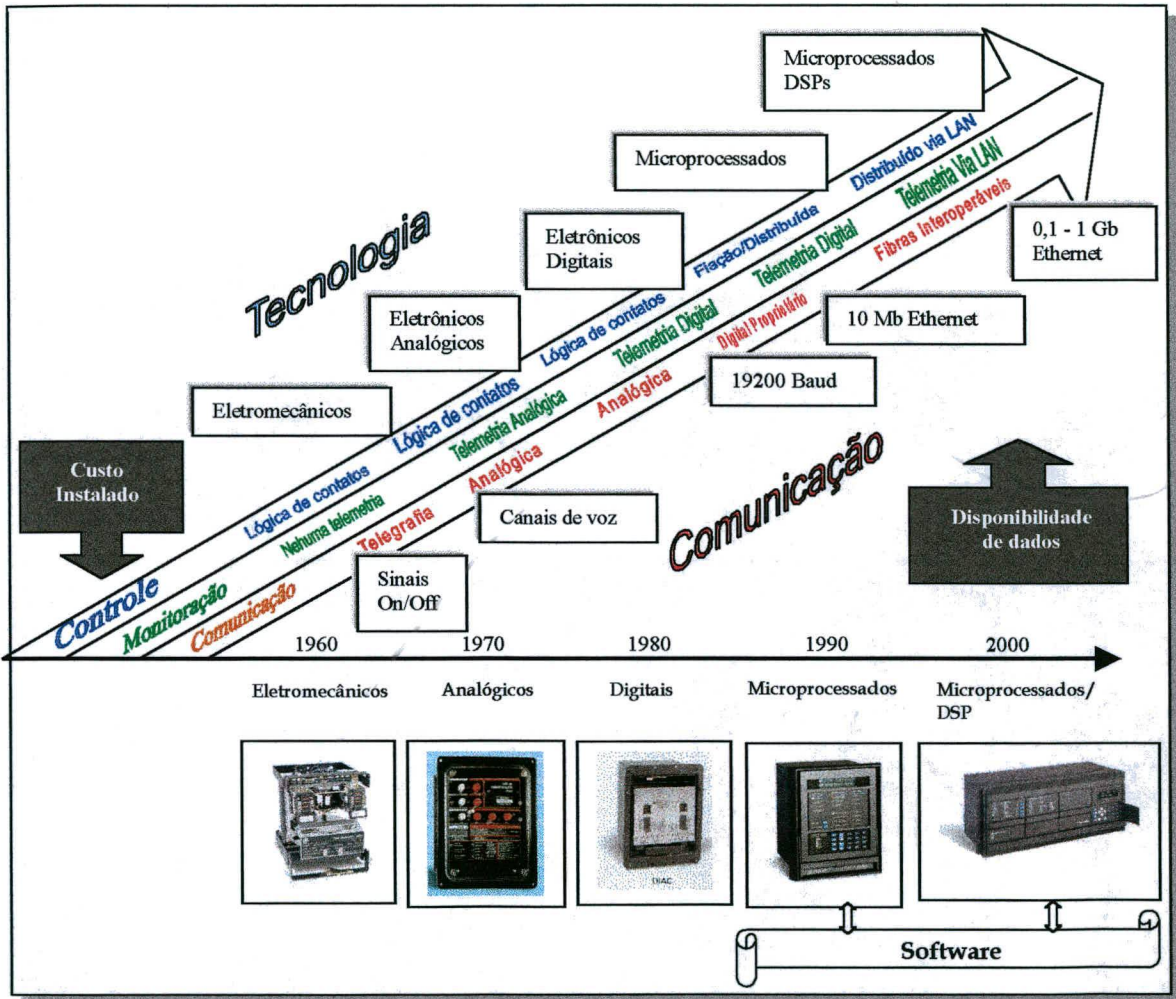 Microprocessados
DSPs
Microprocessados
Eletrônicos
Digitais
Eletrônicos
Analógicos
Eletromecânicos
Tecnologia
Custo
Instalado
Controle
Lógica de contatos
Lógica de contatos
Lógica de contatos
Fiação/Distribuída
Distribuído via LAN
Monitoração
Nehuma telemetria
Telemetria Analógica
Telemetria Digital
Telemetria Digital
Telemetria Via LAN
Comunicação
Telegrafia
Analógica
Analógica
Digital Proprietário
Fibras interoperáveis
Sinais
On/Off
Canais de voz
19200 Baud
10 Mb Ethernet
0,1 - 1 Gb
Ethernet
Comunicação
Disponibilidade
de dados
1960
1970
1980
1990
2000
Eletromecânicos
Analógicos
Digitais
Microprocessados
Microprocessados/
DSP
DIAC
Software